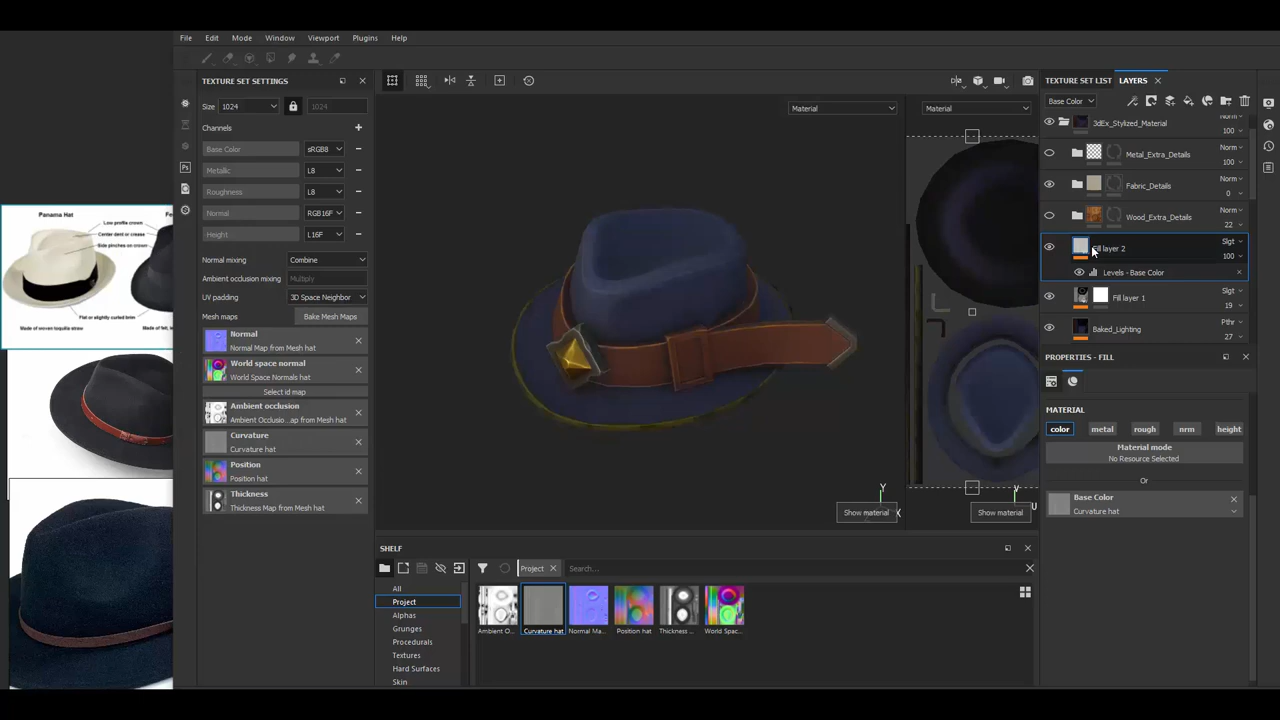 File Edit Mode Window Viewport Plugins Help
TEXTURE SET SETTINGS
Size 1024 1024
Channels
Base Color sRGB8
Metallic L8
Roughness L8
Normal RGB16F
Height L16F
Normal mixing Combine
Ambient occlusion mixing Multiply
UV padding 3D Space Neighbor
Mesh maps Bake Mesh Maps
Normal
Normal Map from Mesh hat
World space normal
World Space Normals hat
Select id map
Ambient occlusion
Ambient Occlusio...ap from Mesh hat
Curvature
Curvature hat
Position
Position hat
Thickness
Thickness Map from Mesh hat
Panama Hat
Low profita crown
Center dent or crease
Side pinches on crown
Flat or slightly curled brim
Made of woven toquilla straw
Made of felt,
Material
Material
Y
Show material
X
Y
Show material
U
SHELF
Project
Search...
All
Project
Alphas
Grunges
Procedurals
Textures
Hard Surfaces
Skin
Ambient O...
Curvature hat
Normal Ma...
Position hat
Thickness ...
World Spac...
TEXTURE SET LIST LAYERS
Base Color
Norm
3dEx_Stylized_Material 100
Metal_Extra_Details Norm 100
Fabric_Details Norm 0
Wood_Extra_Details Norm 22
Fill layer 2 Slgt 100
Levels - Base Color
Fill layer 1 Slgt 19
Baked_Lighting Pthr 27
PROPERTIES - FILL
MATERIAL
color metal rough nrm height
Material mode
No Resource Selected
Or
Base Color
Curvature hat